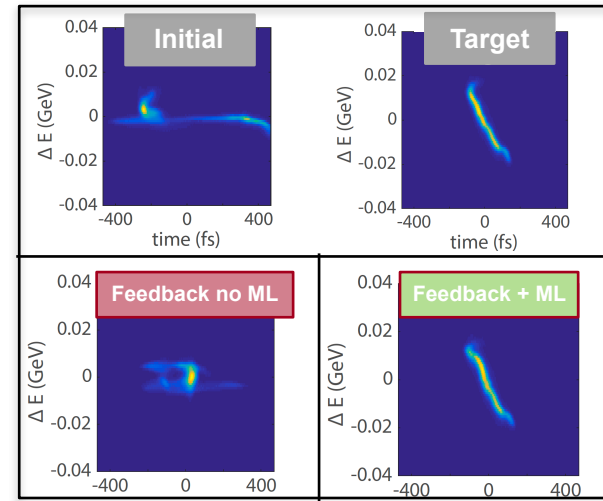 Initial
0.04
0.02
0
-0.02
-0.04
Δ E (GeV)
-400 0 400
time (fs)
Target
0.04
0.02
0
-0.02
-0.04
Δ E (GeV)
-400 0 400
time (fs)
Feedback no ML
0.04
0.02
0
-0.02
-0.04
Δ E (GeV)
-400 0 400
Feedback + ML
0.04
0.02
0
-0.02
-0.04
Δ E (GeV)
-400 0 400